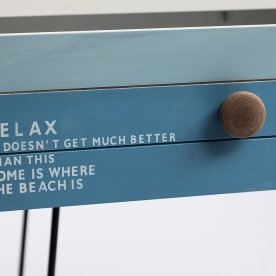 ELAX
DOESN'T GET MUCH BETTER
HAN THIS
OME IS WHERE
HE BEACH IS